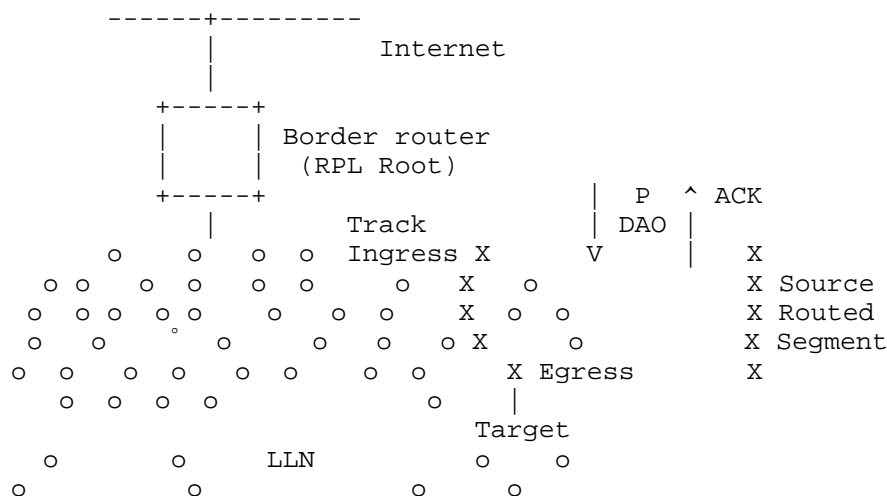 ------+---------
|          Internet
|
+-----+
|     | Border router
|     |  (RPL Root)
+-----+                    |  P  ^ ACK
|        Track          | DAO |
o    o   o  o  Ingress X      V     |   X
o o   o  o   o  o     o   X   o             X Source
o  o o  o o    o   o  o    X  o  o           X Routed
o   o    °  o     o   o   o X     o          X Segment
o  o   o  o   o  o    o  o     X Egress       X
o  o  o  o             o    |
Target
o       o     LLN             o    o
o          o             o     o